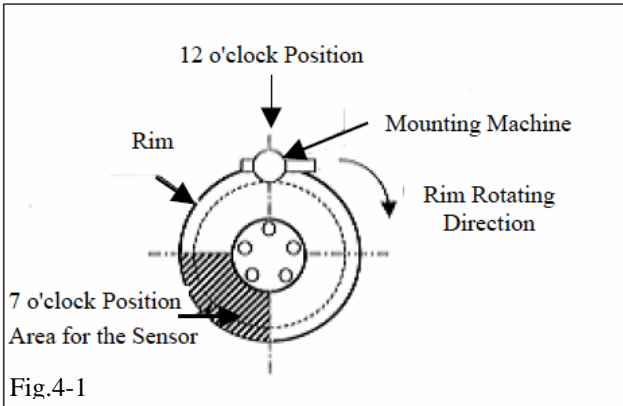 12 o'clock Position
Mounting Machine
Rim
Rim Rotating
Direction
7 o'clock Position
Area for the Sensor
Fig.4-1